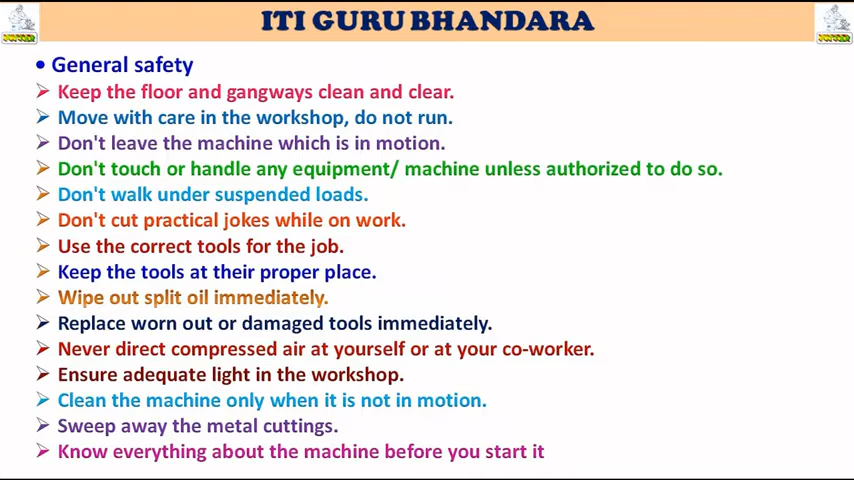 ITI GURU BHANDARA
• General safety
➢ Keep the floor and gangways clean and clear.
➢ Move with care in the workshop, do not run.
➢ Don't leave the machine which is in motion.
➢ Don't touch or handle any equipment/ machine unless authorized to do so.
➢ Don't walk under suspended loads.
➢ Don't cut practical jokes while on work.
➢ Use the correct tools for the job.
➢ Keep the tools at their proper place.
➢ Wipe out split oil immediately.
➢ Replace worn out or damaged tools immediately.
➢ Never direct compressed air at yourself or at your co-worker.
➢ Ensure adequate light in the workshop.
➢ Clean the machine only when it is not in motion.
➢ Sweep away the metal cuttings.
➢ Know everything about the machine before you start it